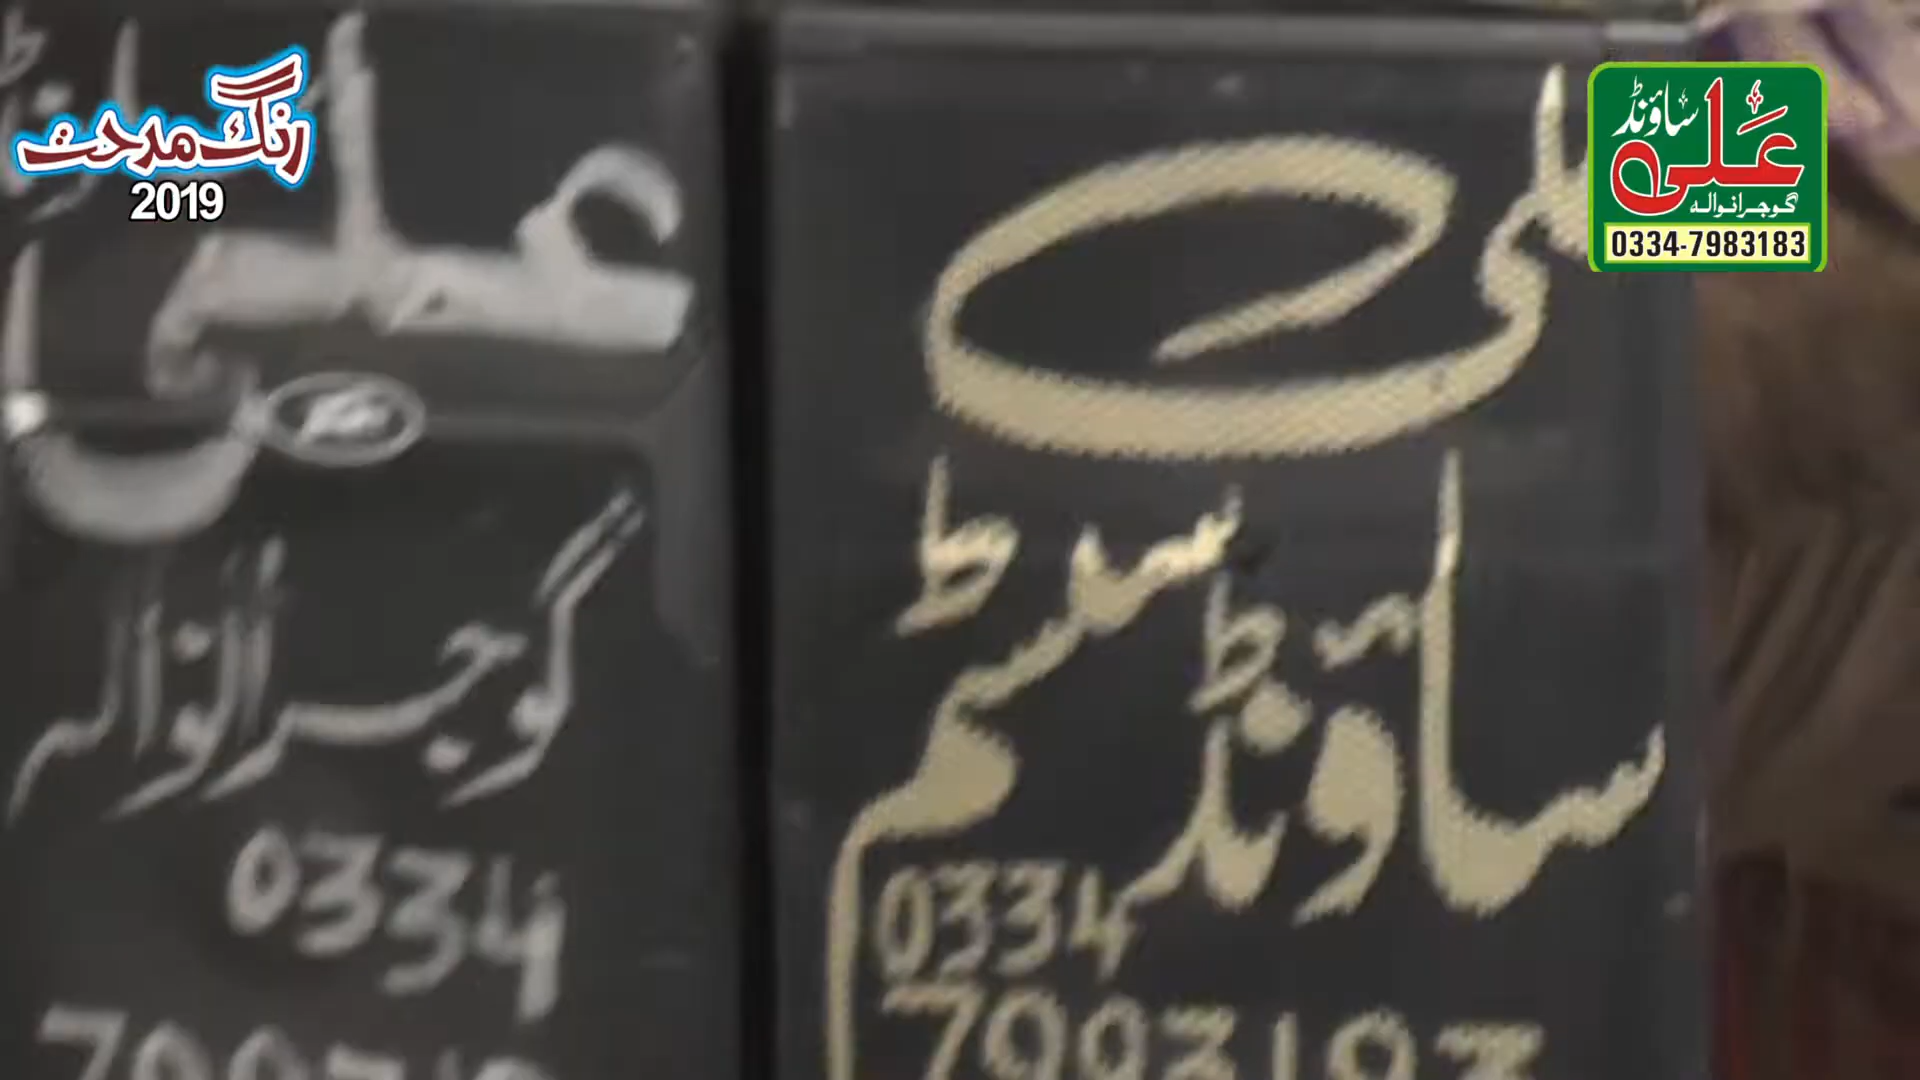 رنگ مدحت
2019
ساؤنڈ
علی
گوجرانوالہ
0334-7983183
علی
گوجرانوالہ
0334
علی
ساؤنڈ سسٹم
0334
7983183